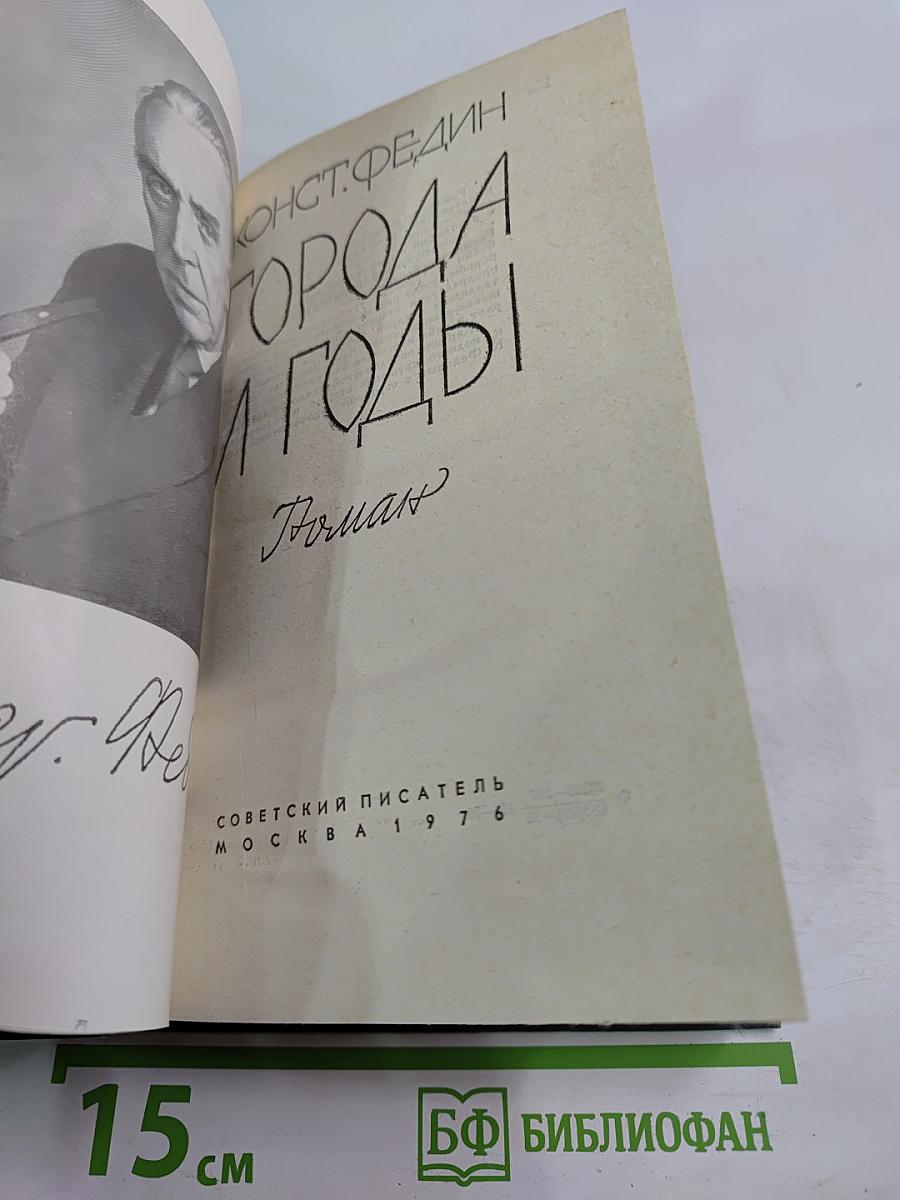 КОНСТ. ФЕДИН
ГОРОДА
И ГОДЫ
Роман
СОВЕТСКИЙ ПИСАТЕЛЬ
МОСКВА 1976
15 см
БФ БИБЛИОФАН